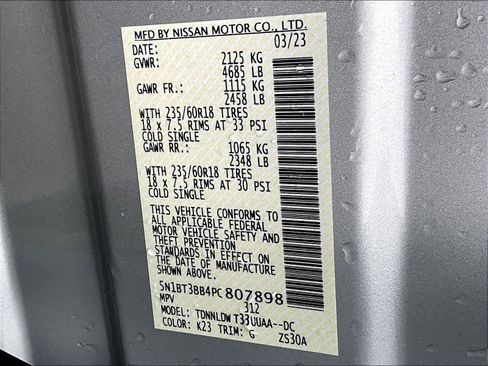 MFD BY NISSAN MOTOR CO., LTD.
DATE: 03/23
GVWR: 2125 KG
4685 LB
GAWR FR.: 1115 KG
2458 LB
WITH 235/60R18 TIRES
18 x 7.5 RIMS AT 33 PSI
COLD SINGLE
GAWR RR.: 1065 KG
2348 LB
WITH 235/60R18 TIRES
18 x 7.5 RIMS AT 30 PSI
COLD SINGLE
THIS VEHICLE CONFORMS TO
ALL APPLICABLE FEDERAL
MOTOR VEHICLE SAFETY AND
THEFT PREVENTION
STANDARDS IN EFFECT ON
THE DATE OF MANUFACTURE
SHOWN ABOVE.
5N1BT3BB4PC807898
MPV 312
MODEL: TDNNLDW T33UUAA--DC
COLOR: K23 TRIM: G ZS30A